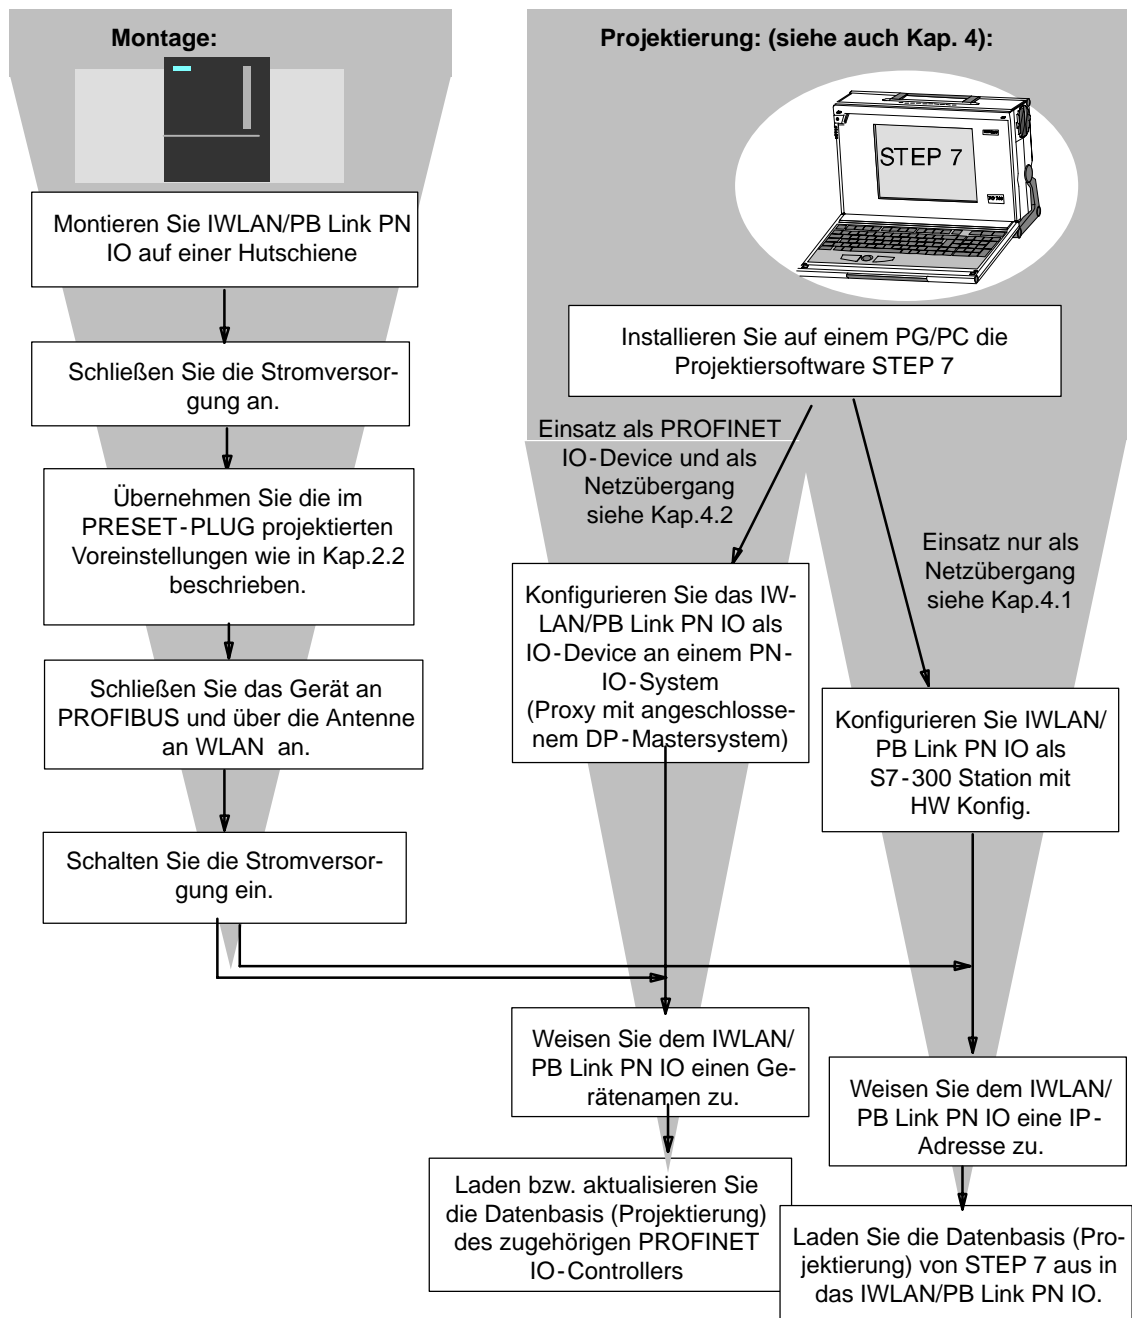 Montage:
Montieren Sie IWLAN/PB Link PN
IO auf einer Hutschiene
Schließen Sie die Stromversor-
gung an.
Übernehmen Sie die im
PRESET-PLUG projektierten
Voreinstellungen wie in Kap.2.2
beschrieben.
Schließen Sie das Gerät an
PROFIBUS und über die Antenne
an WLAN an.
Schalten Sie die Stromversor-
gung ein.
Projektierung: (siehe auch Kap. 4):
STEP 7
Installieren Sie auf einem PG/PC die
Projektiersoftware STEP 7
Einsatz als PROFINET
IO-Device und als
Netzübergang
siehe Kap.4.2
Konfigurieren Sie das IW-
LAN/PB Link PN IO als
IO-Device an einem PN-
IO-System
(Proxy mit angeschlosse-
nem DP-Mastersystem)
Einsatz nur als
Netzübergang
siehe Kap.4.1
Konfigurieren Sie IWLAN/
PB Link PN IO als
S7-300 Station mit
HW Konfig.
Weisen Sie dem IWLAN/
PB Link PN IO einen Ge-
rätenamen zu.
Laden bzw. aktualisieren Sie
die Datenbasis (Projektierung)
des zugehörigen PROFINET
IO-Controllers
Weisen Sie dem IWLAN/
PB Link PN IO eine IP-
Adresse zu.
Laden Sie die Datenbasis (Pro-
jektierung) von STEP 7 aus in
das IWLAN/PB Link PN IO.